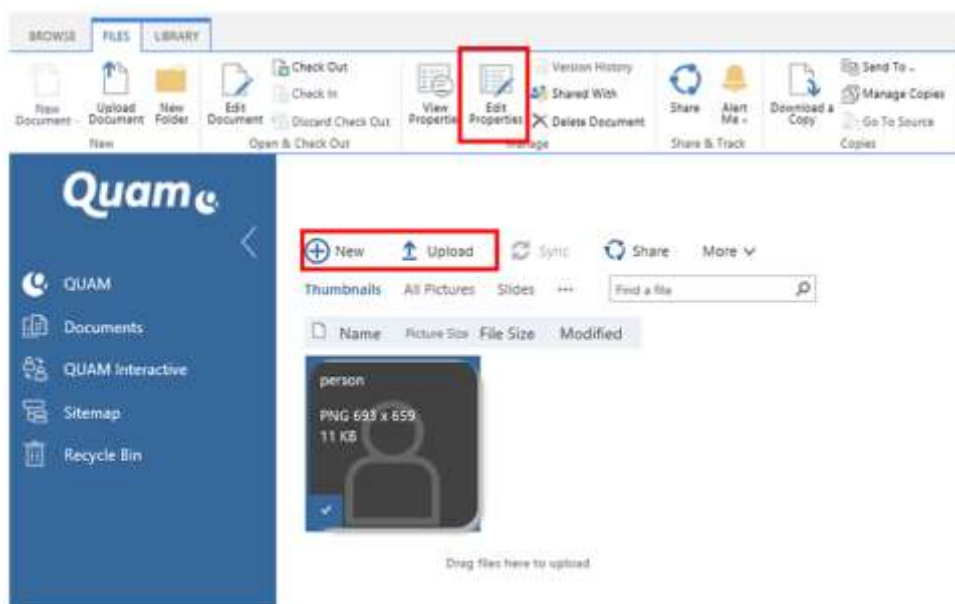 BROWSE FILES LIBRARY
New Document
Upload Document
New Folder
New
Edit Document
Check Out
Check In
Discard Check Out
Open & Check Out
View Properties
Edit Properties
Version History
Shared With
Delete Document
Manage
Share
Alert Me
Share & Track
Download a Copy
Send To
Manage Copies
Go To Source
Copies
Quam
QUAM
Documents
QUAM Interactive
Sitemap
Recycle Bin
New Upload Sync Share More
Thumbnails All Pictures Slides ...
Find a file
Name Picture Size File Size Modified
person
PNG 693 x 659
11 KB
Drag files here to upload